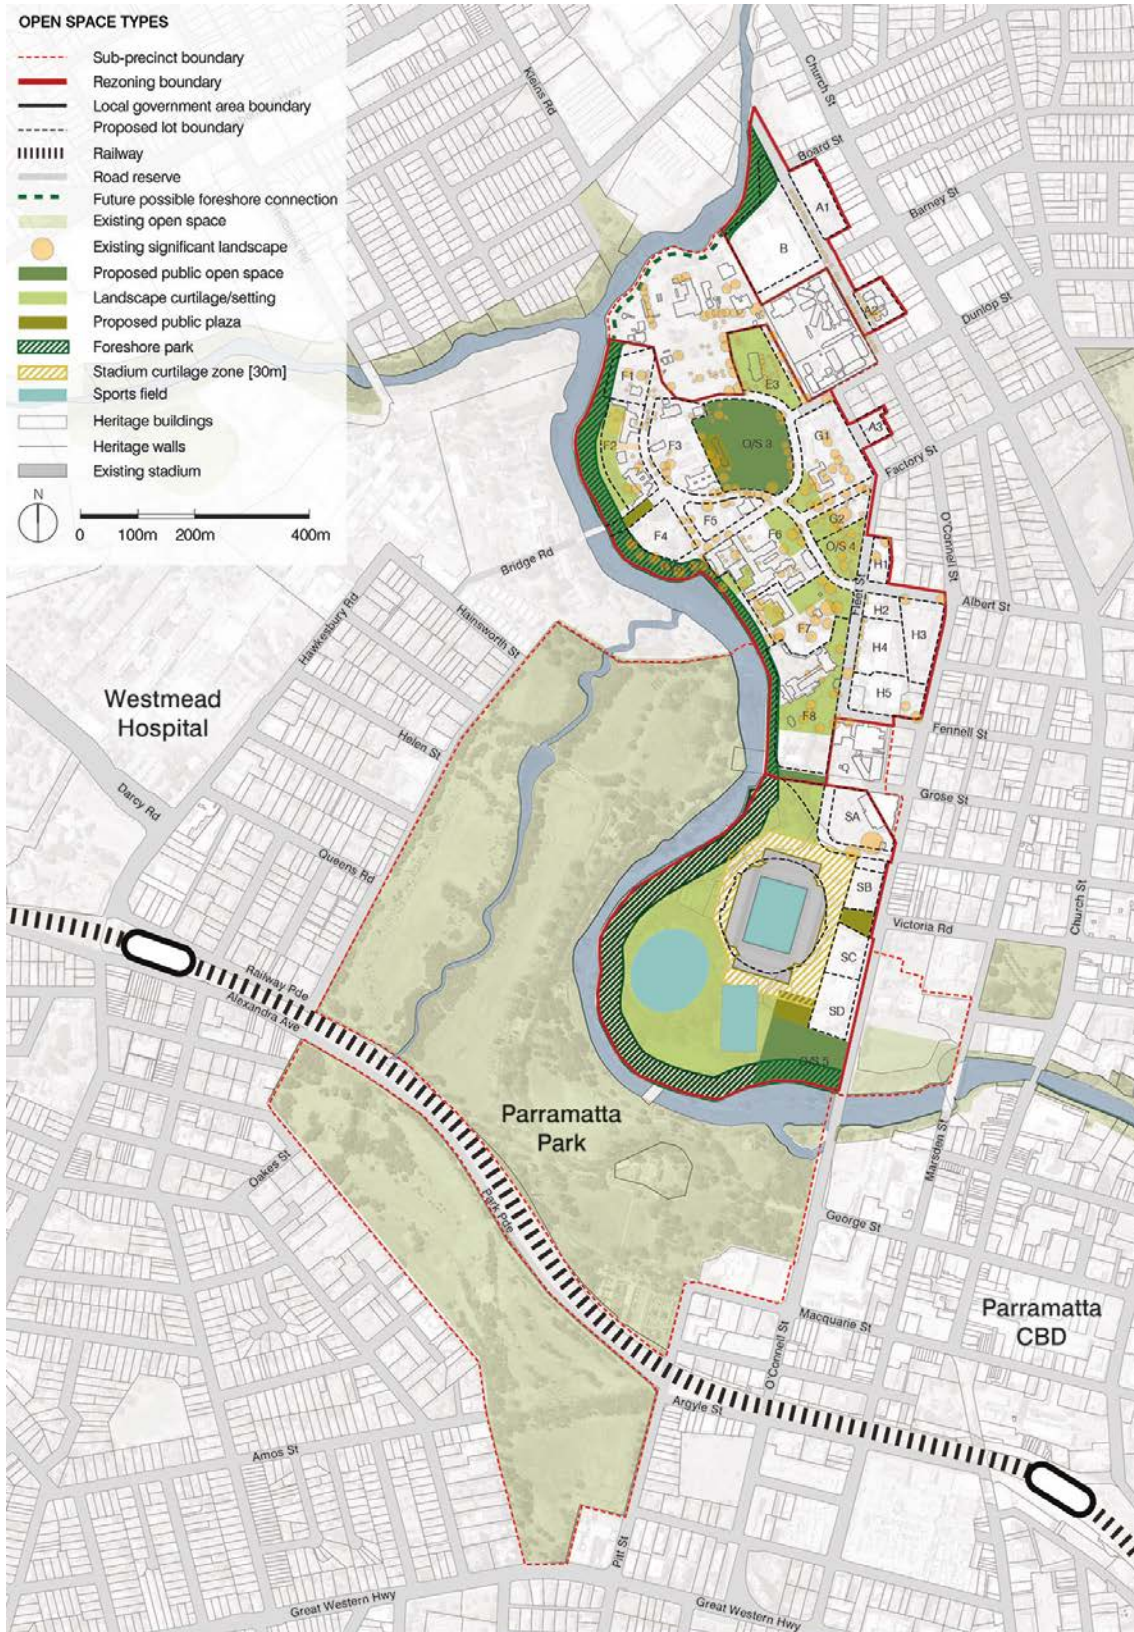 OPEN SPACE TYPES
Sub-precinct boundary
Rezoning boundary
Local government area boundary
Proposed lot boundary
Railway
Road reserve
Future possible foreshore connection
Existing open space
Existing significant landscape
Proposed public open space
Landscape curtilage/setting
Proposed public plaza
Foreshore park
Stadium curtilage zone [30m]
Sports field
Heritage buildings
Heritage walls
Existing stadium
N
0 100m 200m 400m
Kleins Rd
Church St
Board St
Barney St
A1
B
A2
Dunlop St
E3
F1
A3
F2
F3
O/S 3
G1
Factory St
F5
G2
F4
F6
O/S 4
O'Connell St
Bridge Rd
H1
Fleet St
Albert St
H2
Hainsworth St
Hawkesbury Rd
F7
H3
H4
H5
Westmead
Hospital
F8
Helen St
Fennell St
Q
Grose St
Darcy Rd
SA
Queens Rd
SB
Church St
Victoria Rd
SC
Railway Pde
Alexandra Ave
SD
O/S 5
Parramatta
Park
Marsden St
Oakes St
Park Pde
George St
Parramatta
CBD
Macquarie St
O'Connell St
Argyle St
Amos St
Pitt St
Great Western Hwy
Great Western Hwy